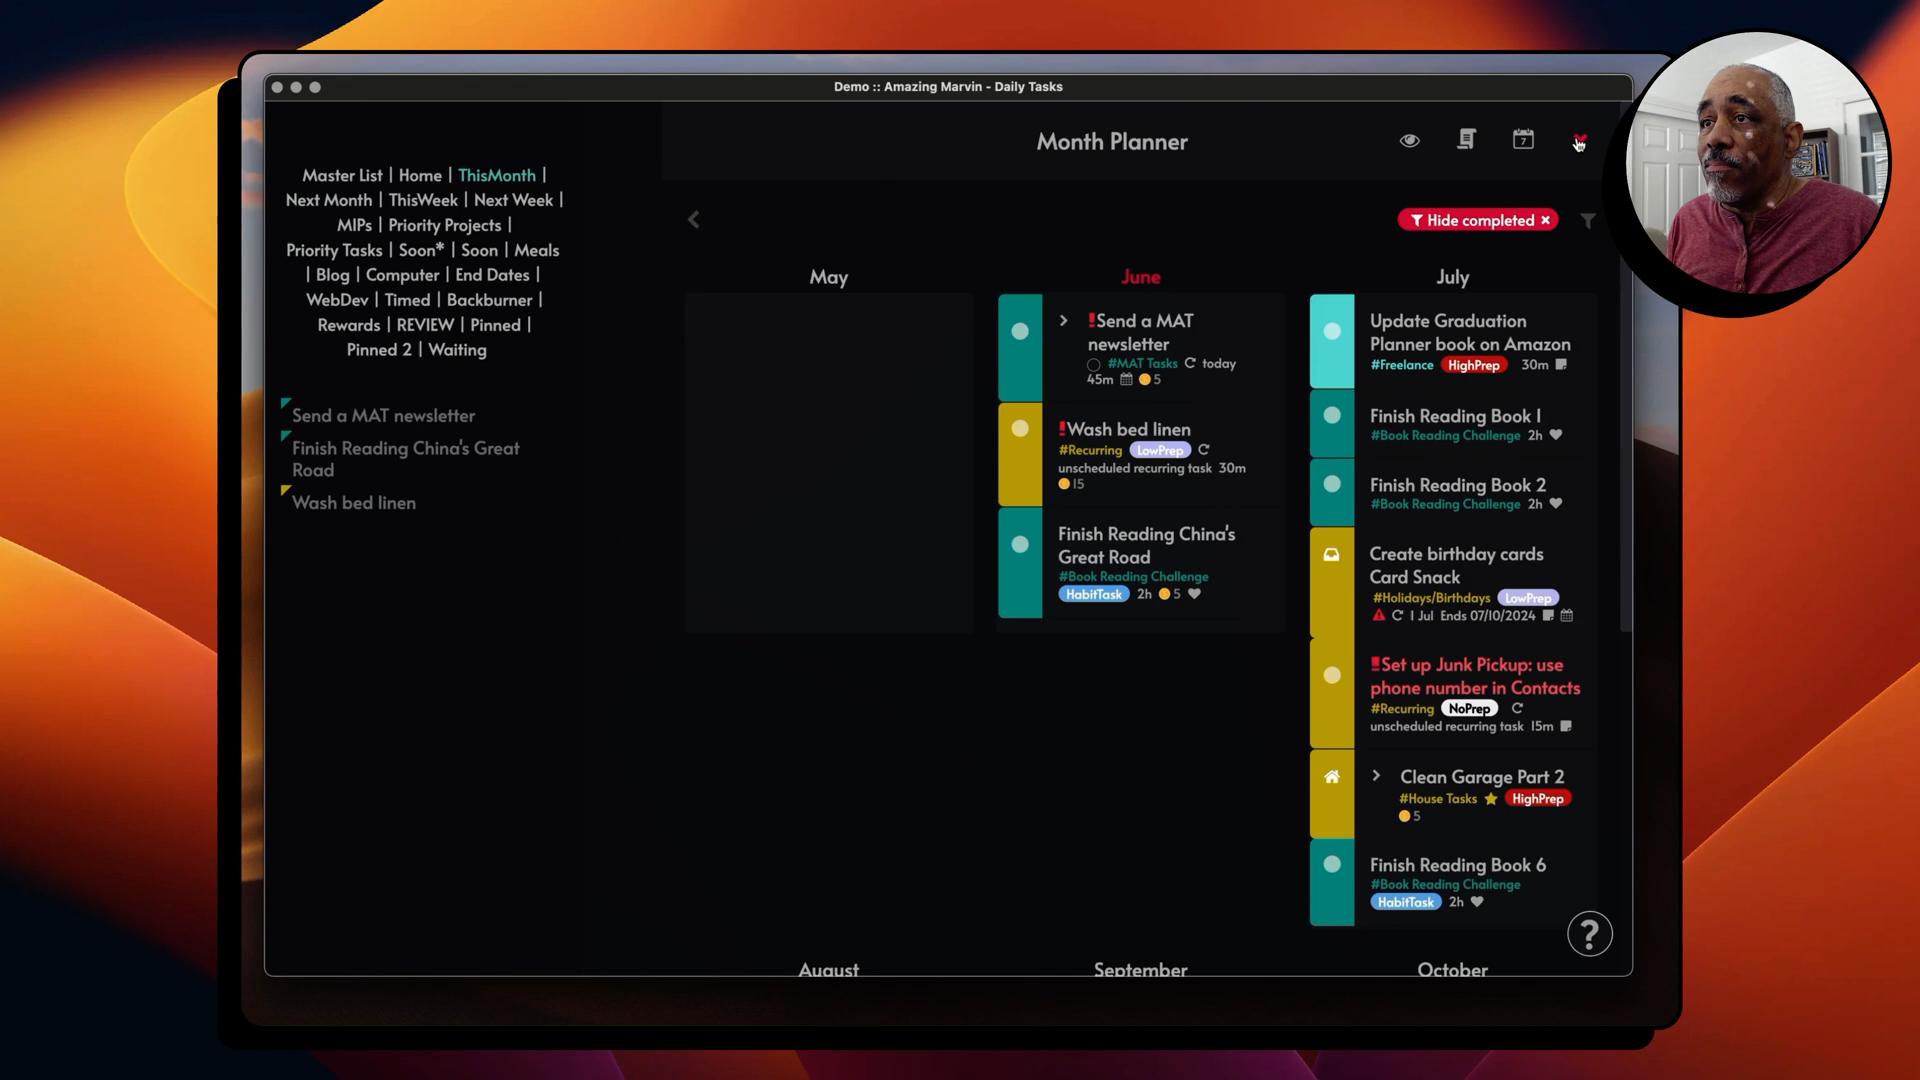 Demo :: Amazing Marvin - Daily Tasks
Month Planner
7
Master List | Home | ThisMonth |
Next Month | ThisWeek | Next Week |
MIPs | Priority Projects |
Priority Tasks | Soon* | Soon | Meals
| Blog | Computer | End Dates |
WebDev | Timed | Backburner |
Rewards | REVIEW | Pinned |
Pinned 2 | Waiting
Send a MAT newsletter
Finish Reading China's Great
Road
Wash bed linen
Hide completed ×
May
June
!Send a MAT
newsletter
#MAT Tasks today
45m 5
!Wash bed linen
#Recurring LowPrep
unscheduled recurring task 30m
15
Finish Reading China's
Great Road
#Book Reading Challenge
HabitTask 2h 5
July
Update Graduation
Planner book on Amazon
#Freelance HighPrep 30m
Finish Reading Book 1
#Book Reading Challenge 2h
Finish Reading Book 2
#Book Reading Challenge 2h
Create birthday cards
Card Snack
#Holidays/Birthdays LowPrep
1 Jul Ends 07/10/2024
!!Set up Junk Pickup: use
phone number in Contacts
#Recurring NoPrep
unscheduled recurring task 15m
Clean Garage Part 2
#House Tasks HighPrep
5
Finish Reading Book 6
#Book Reading Challenge
HabitTask 2h
?
August
September
October